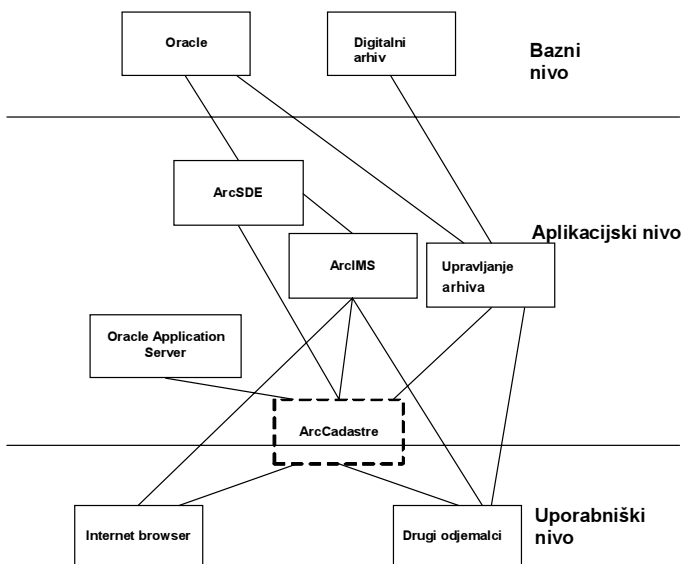 Oracle
Digitalni
arhiv
Bazni
nivo
ArcSDE
Aplikacijski nivo
ArcIMS
Upravljanje
arhiva
Oracle Application
Server
ArcCadastre
Internet browser
Drugi odjemalci
Uporabniški
nivo